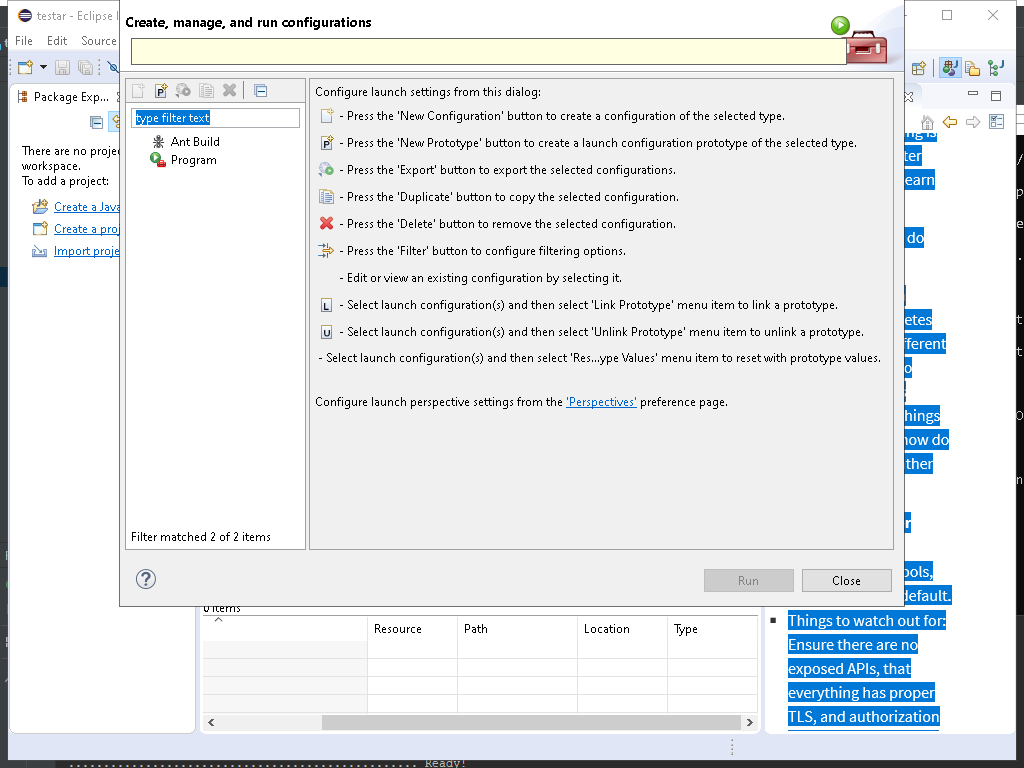 testar - Eclipse I
File Edit Source
Package Exp...
There are no proje
workspace.
To add a project:
Create a Java
Create a proj
Import proje
Create, manage, and run configurations
type filter text
Ant Build
Program
Filter matched 2 of 2 items
Configure launch settings from this dialog:
- Press the 'New Configuration' button to create a configuration of the selected type.
- Press the 'New Prototype' button to create a launch configuration prototype of the selected type.
- Press the 'Export' button to export the selected configurations.
- Press the 'Duplicate' button to copy the selected configuration.
- Press the 'Delete' button to remove the selected configuration.
- Press the 'Filter' button to configure filtering options.
- Edit or view an existing configuration by selecting it.
L - Select launch configuration(s) and then select 'Link Prototype' menu item to link a prototype.
U - Select launch configuration(s) and then select 'Unlink Prototype' menu item to unlink a prototype.
- Select launch configuration(s) and then select 'Res...ype Values' menu item to reset with prototype values.
Configure launch perspective settings from the 'Perspectives' preference page.
Run Close
0 items
Resource Path Location Type
ng is
ter
earn
do
etes
fferent
o
hings
how do
ther
r
ools,
default.
Things to watch out for:
Ensure there are no
exposed APIs, that
everything has proper
TLS, and authorization
Ready!